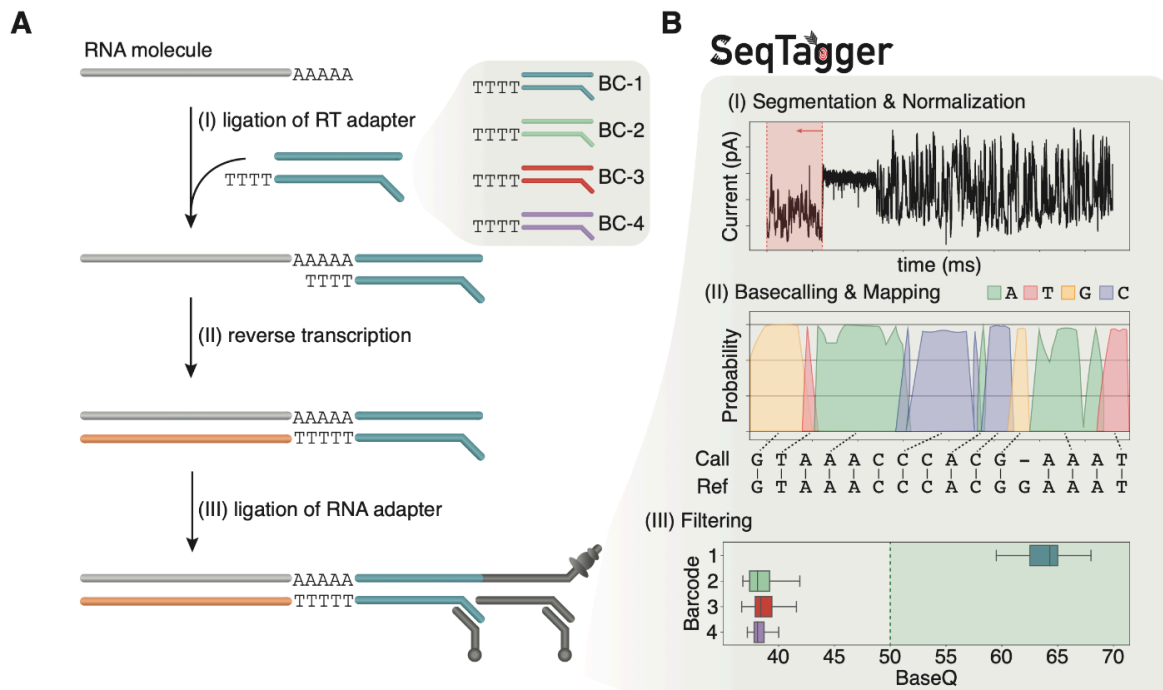 A
RNA molecule
AAAAA
(I) ligation of RT adapter
TTTT
TTTT BC-1
TTTT BC-2
TTTT BC-3
TTTT BC-4
AAAAA
TTTT
(II) reverse transcription
AAAAA
TTTTT
(III) ligation of RNA adapter
AAAAA
TTTTT
B
SeqTagger
(I) Segmentation & Normalization
Current (pA)
time (ms)
(II) Basecalling & Mapping A T G C
Probability
Call G T A A A C C C A C G - A A A T
Ref G T A A A C C C A C G G A A A T
(III) Filtering
Barcode
1
2
3
4
40 45 50 55 60 65 70
BaseQ